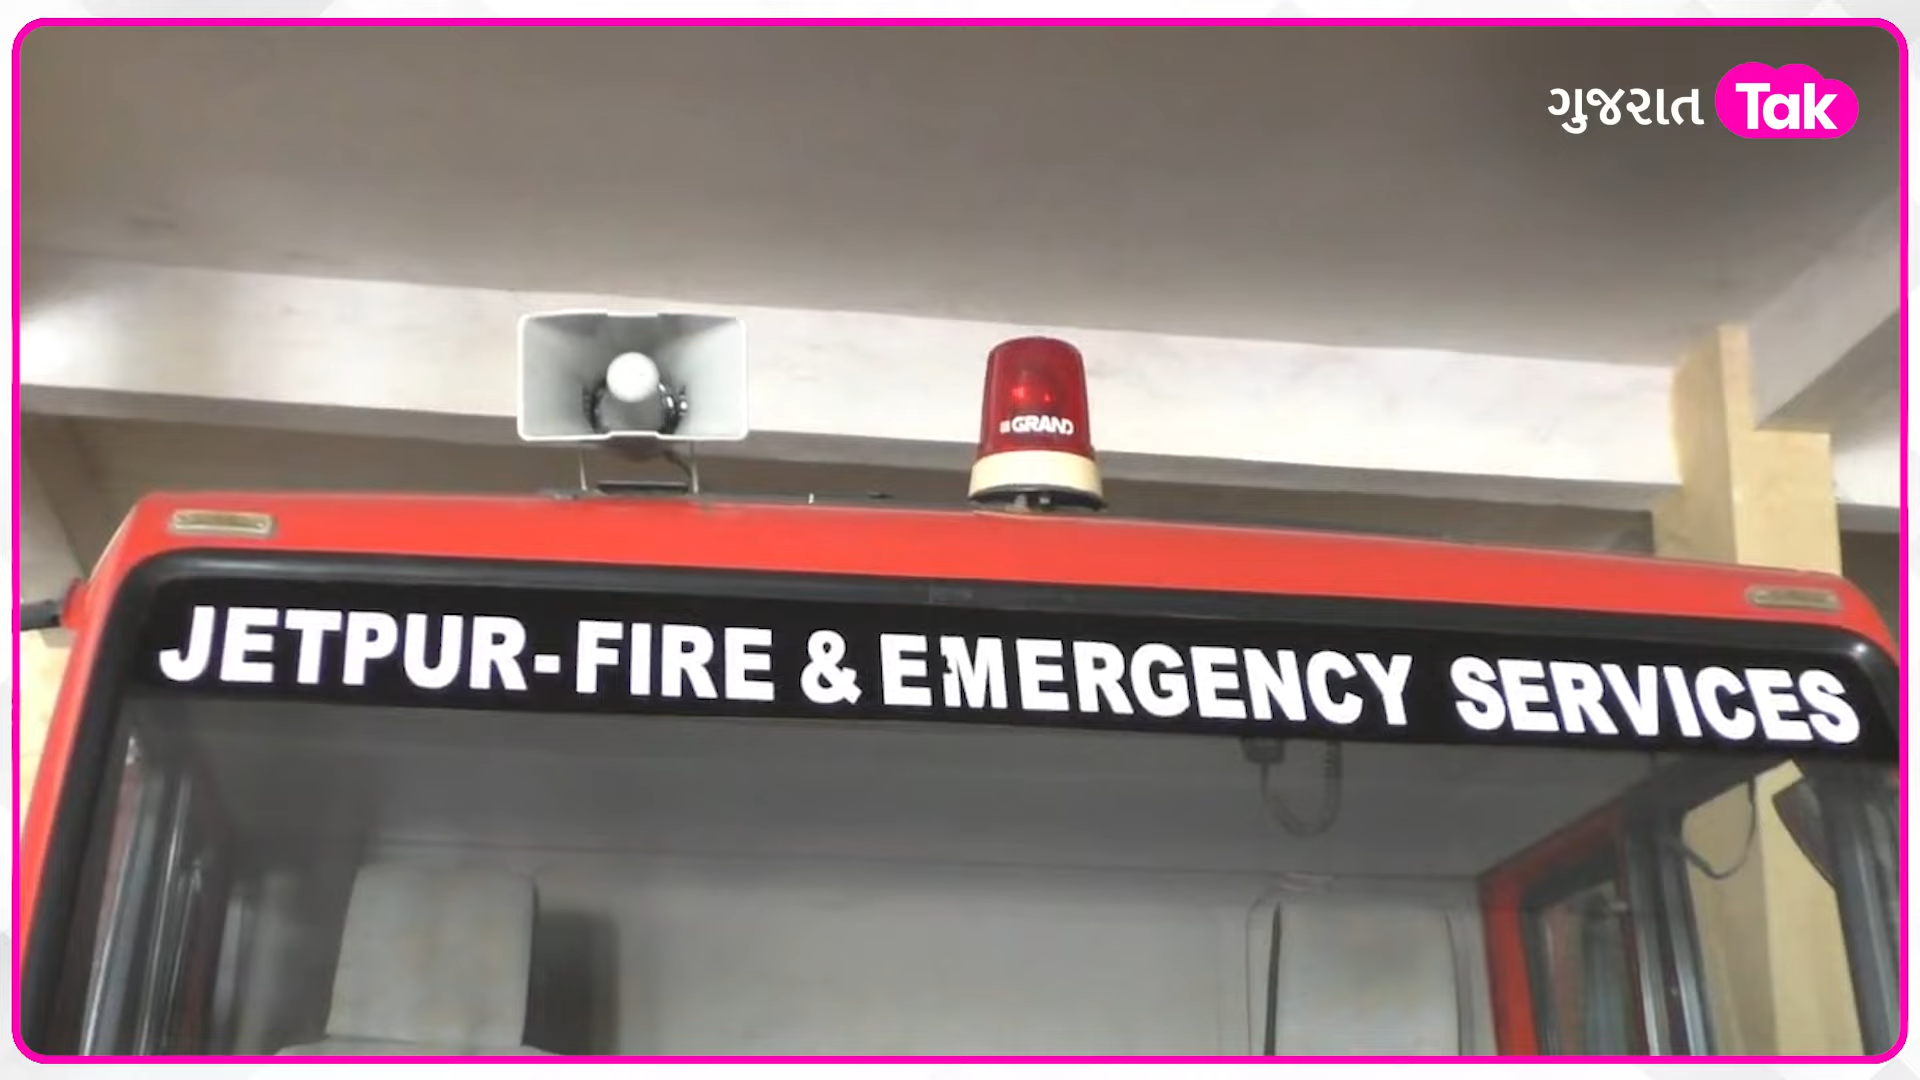 ગુજરાત Tak
GRAND
JETPUR-FIRE & EMERGENCY SERVICES